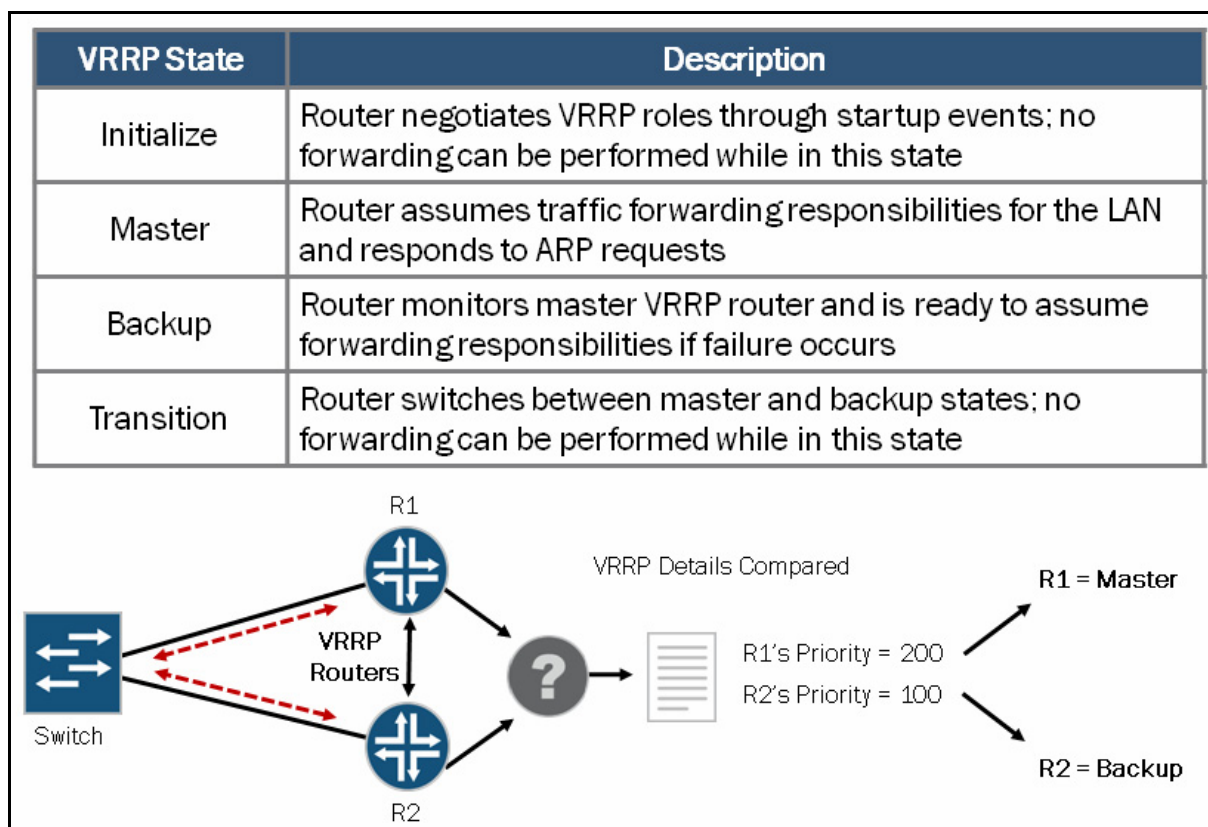 VRRP State
Description
Initialize
Router negotiates VRRP roles through startup events; no
forwarding can be performed while in this state
Master
Router assumes traffic forwarding responsibilities for the LAN
and responds to ARP requests
Backup
Router monitors master VRRP router and is ready to assume
forwarding responsibilities if failure occurs
Transition
Router switches between master and backup states; no
forwarding can be performed while in this state
R1
VRRP Details Compared
R1 = Master
VRRP
Routers
?
R1's Priority = 200
R2's Priority = 100
Switch
R2 = Backup
R2